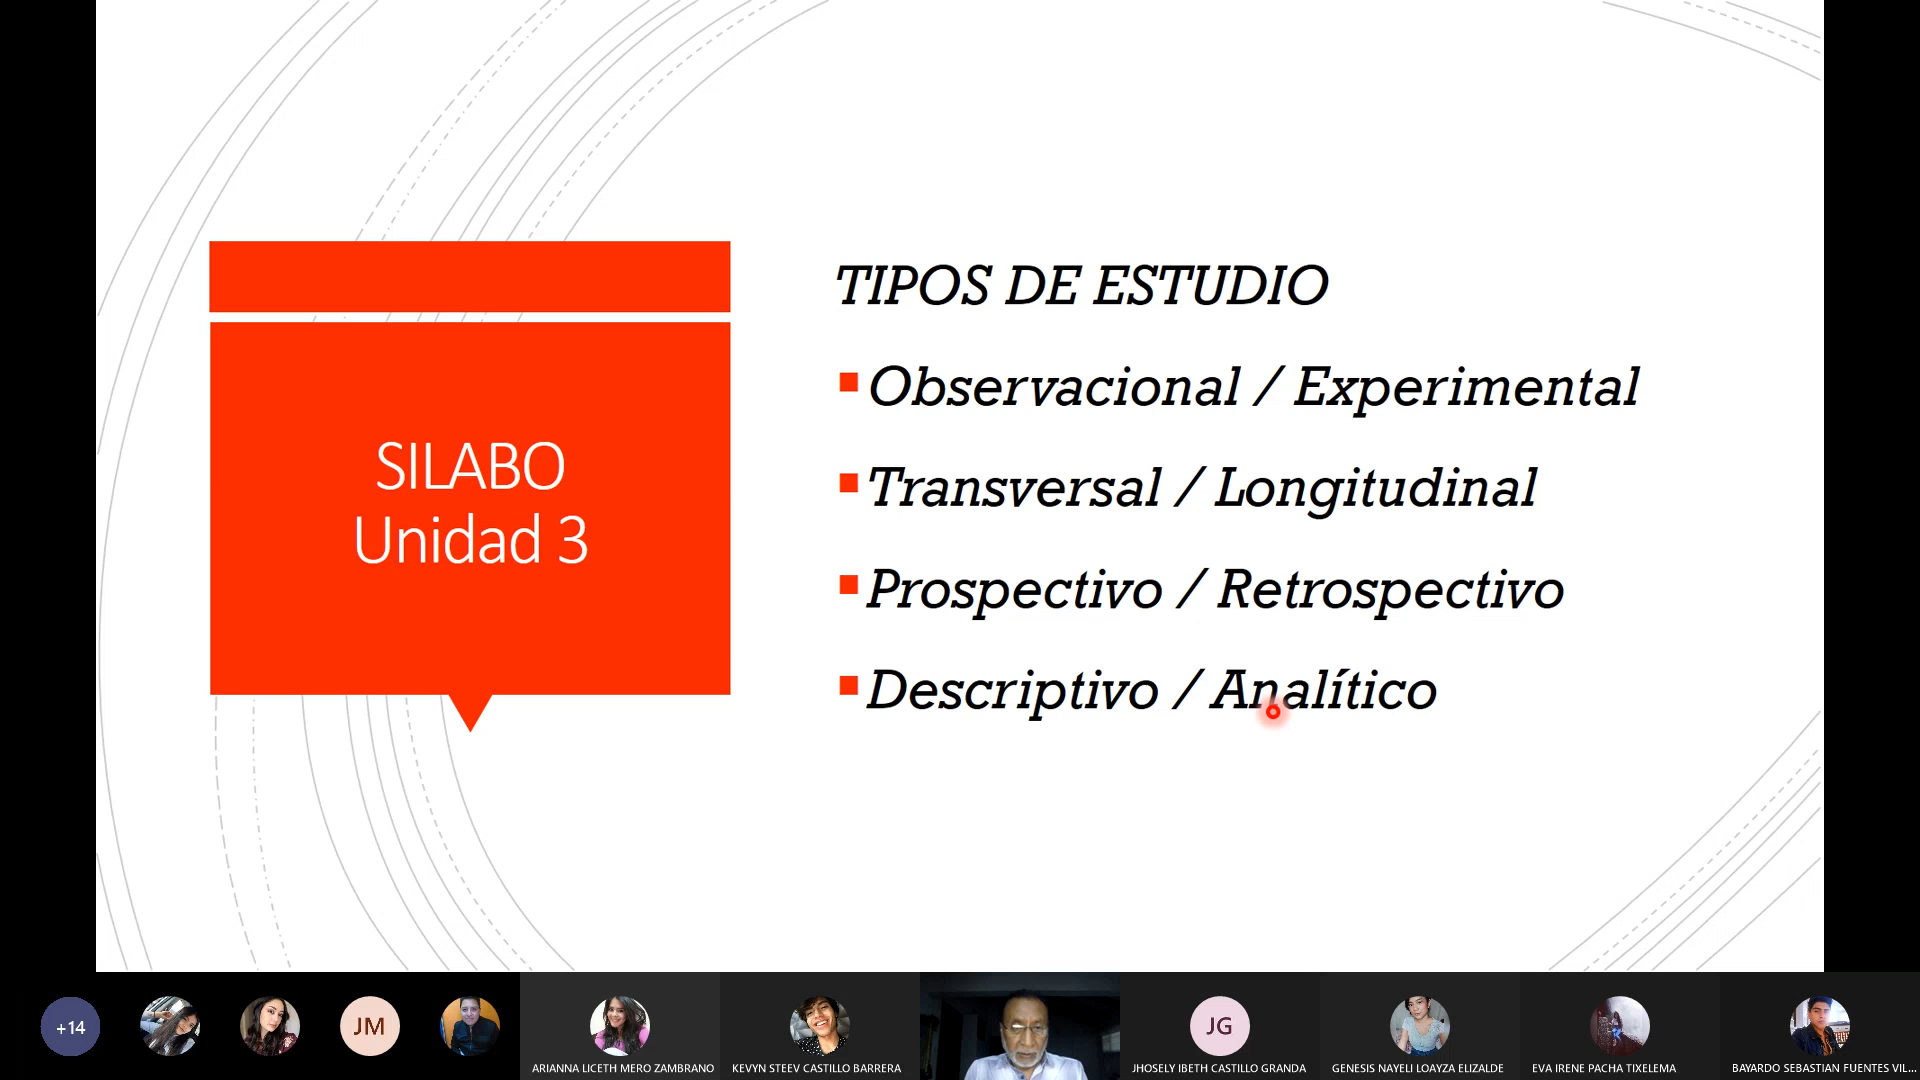 SILABO
Unidad 3
TIPOS DE ESTUDIO
Observacional / Experimental
Transversal / Longitudinal
Prospectivo / Retrospectivo
Descriptivo / Analítico
+14
JM
ARIANNA LICETH MERO ZAMBRANO
KEVYN STEEV CASTILLO BARRERA
JG
JHOSELY IBETH CASTILLO GRANDA
GENESIS NAYELI LOAYZA ELIZALDE
EVA IRENE PACHA TIXELEMA
BAYARDO SEBASTIAN FUENTES VIL...